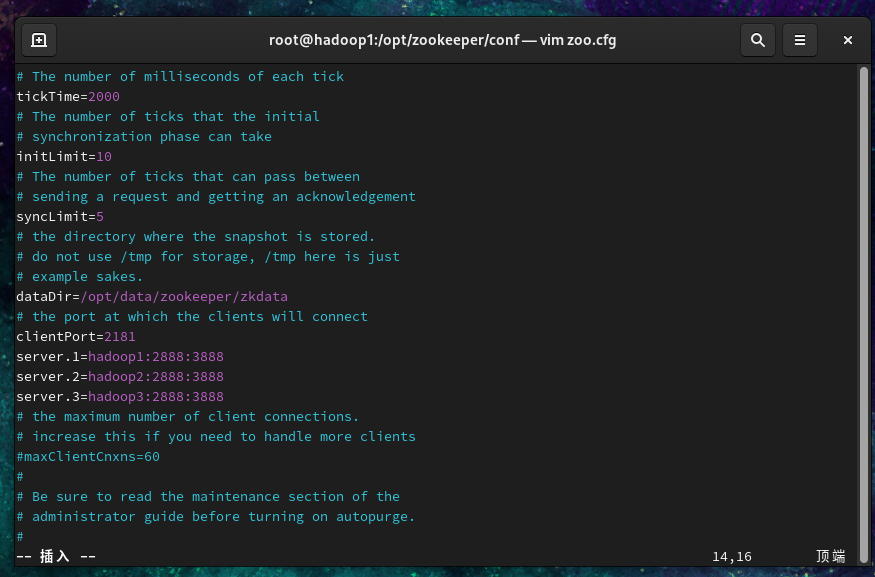 root@hadoop1:/opt/zookeeper/conf — vim zoo.cfg
# The number of milliseconds of each tick
tickTime=2000
# The number of ticks that the initial
# synchronization phase can take
initLimit=10
# The number of ticks that can pass between
# sending a request and getting an acknowledgement
syncLimit=5
# the directory where the snapshot is stored.
# do not use /tmp for storage, /tmp here is just
# example sakes.
dataDir=/opt/data/zookeeper/zkdata
# the port at which the clients will connect
clientPort=2181
server.1=hadoop1:2888:3888
server.2=hadoop2:2888:3888
server.3=hadoop3:2888:3888
# the maximum number of client connections.
# increase this if you need to handle more clients
#maxClientCnxns=60
#
# Be sure to read the maintenance section of the
# administrator guide before turning on autopurge.
#
-- 插入 -- 14,16 顶端